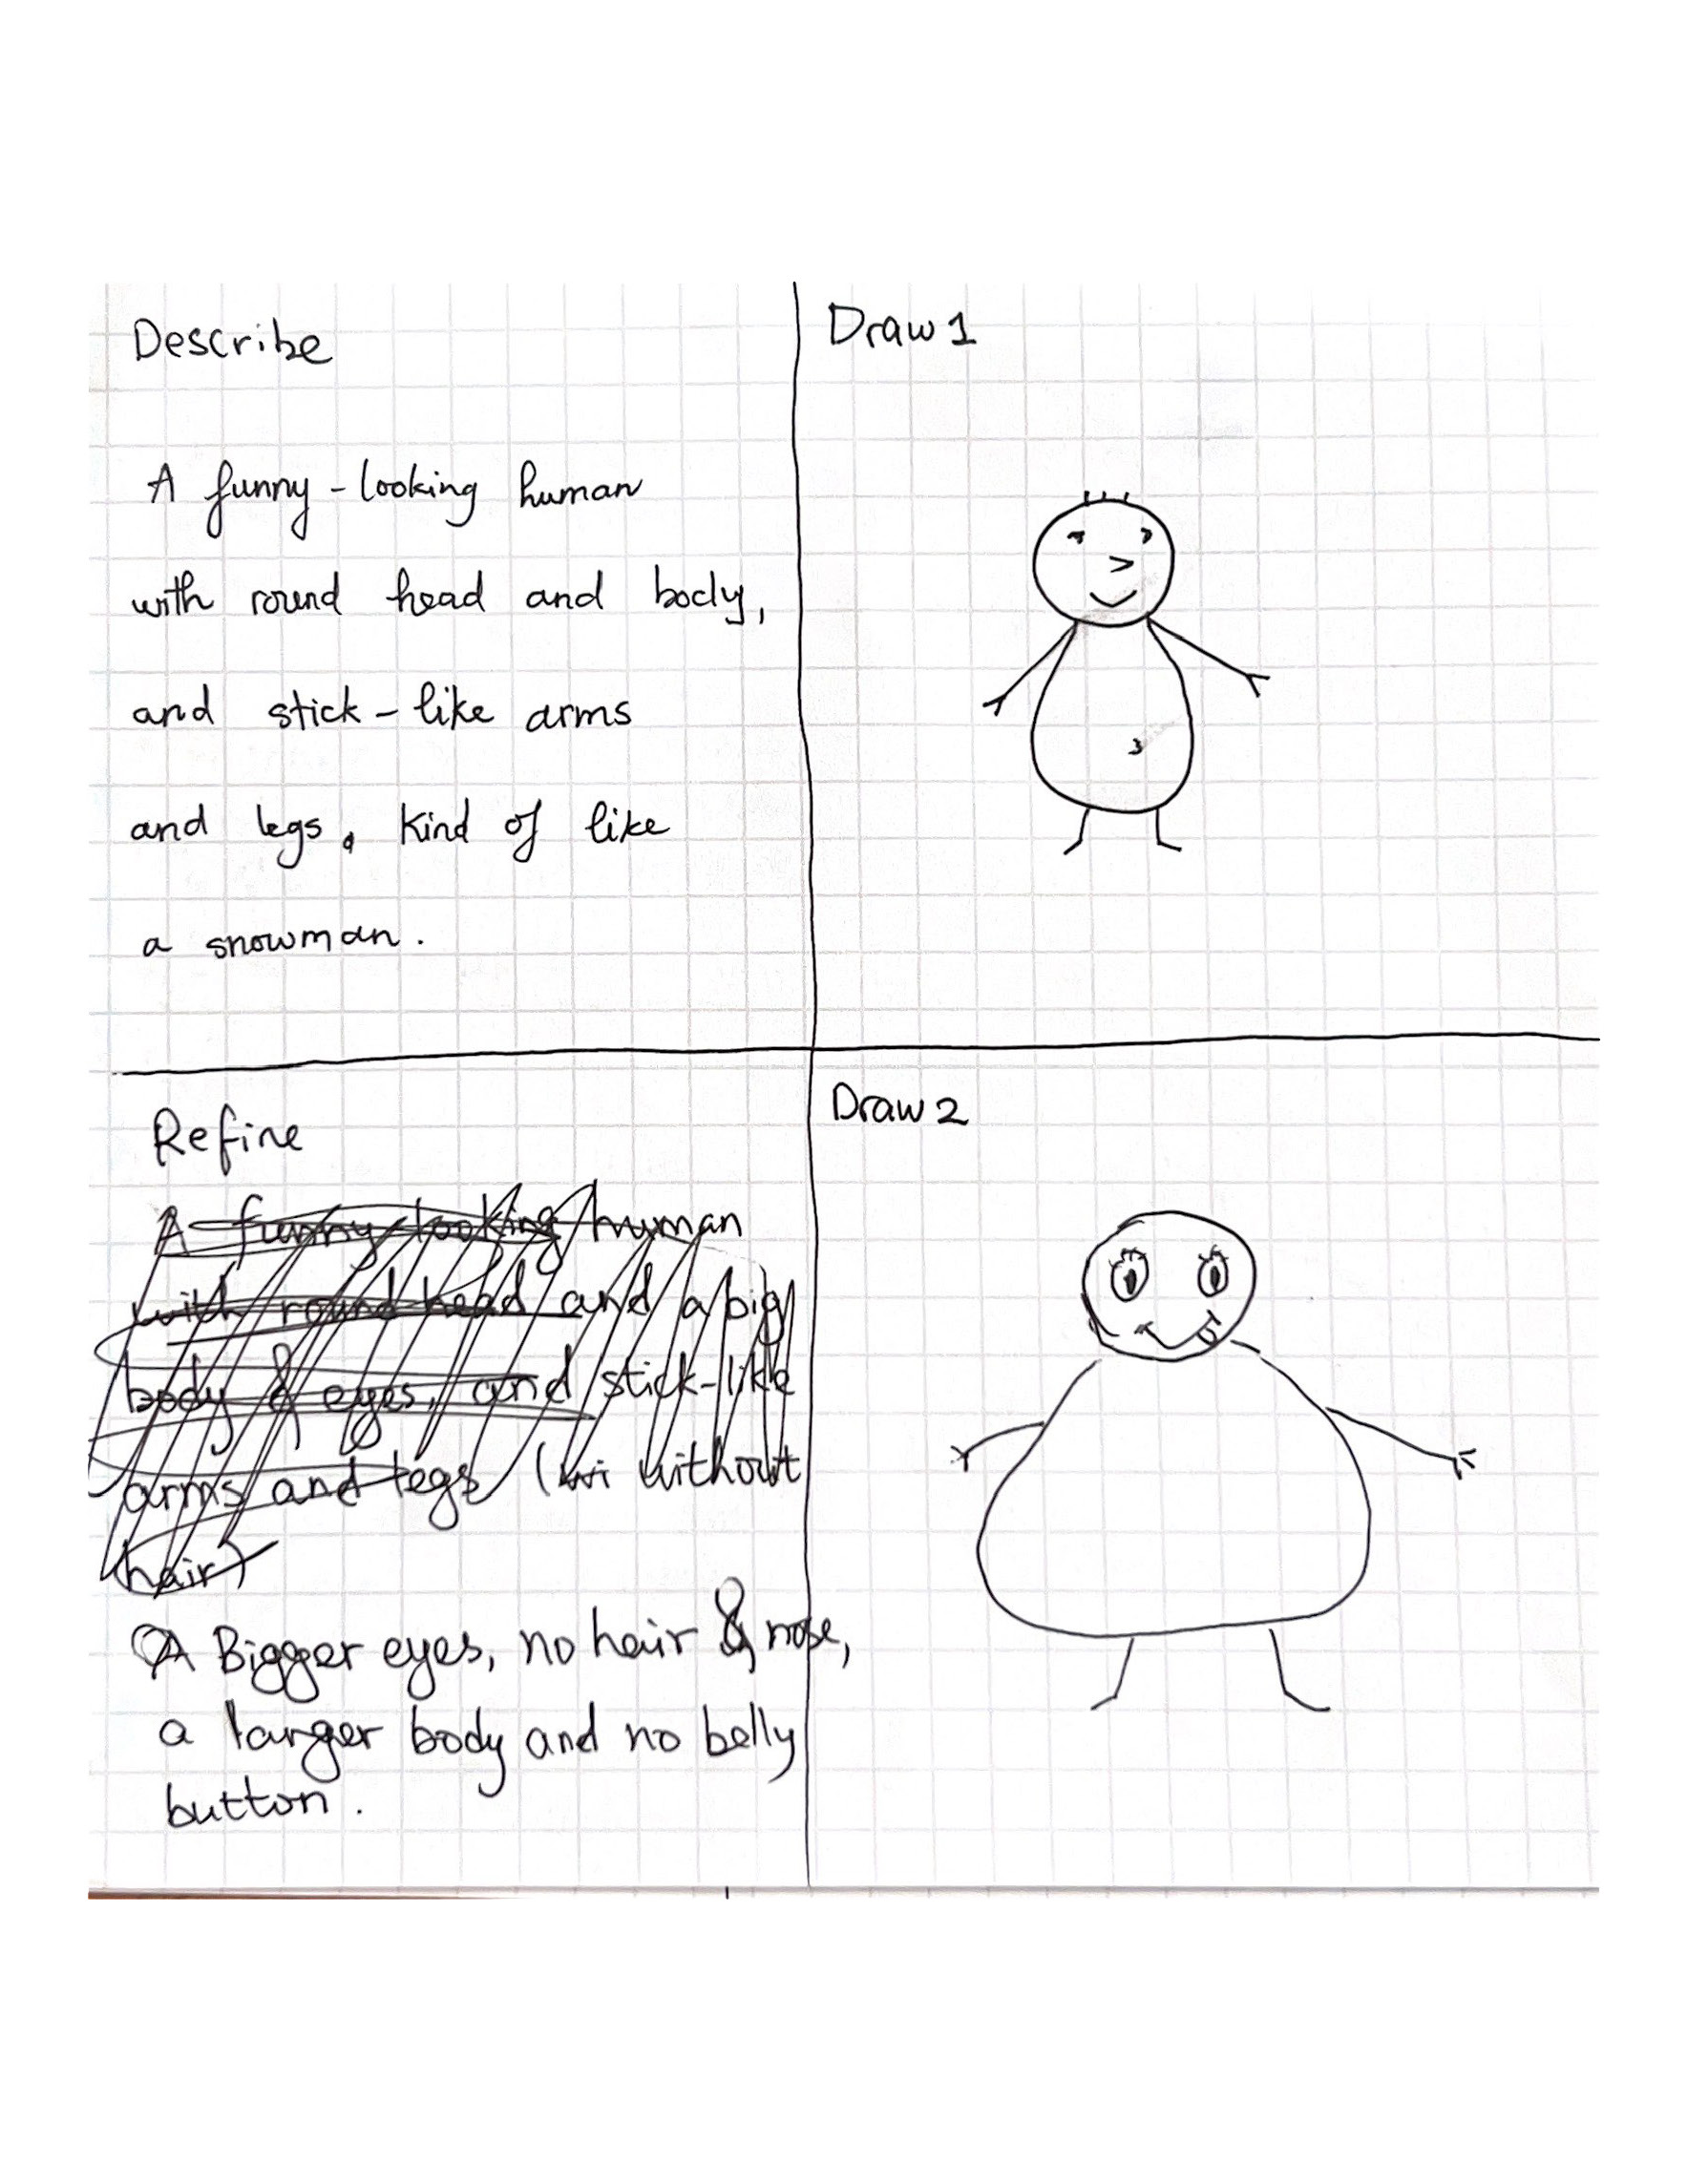 Describe
A funny-looking human
with round head and body,
and stick-like arms
and legs, kind of like
a snowman.
Draw 1
Refine
A funny-looking human
with round head and a big
body & eyes, and stick-like
arms and legs (wi without
hair)
A Bigger eyes, no hair & nose,
a larger body and no belly
button.
Draw 2